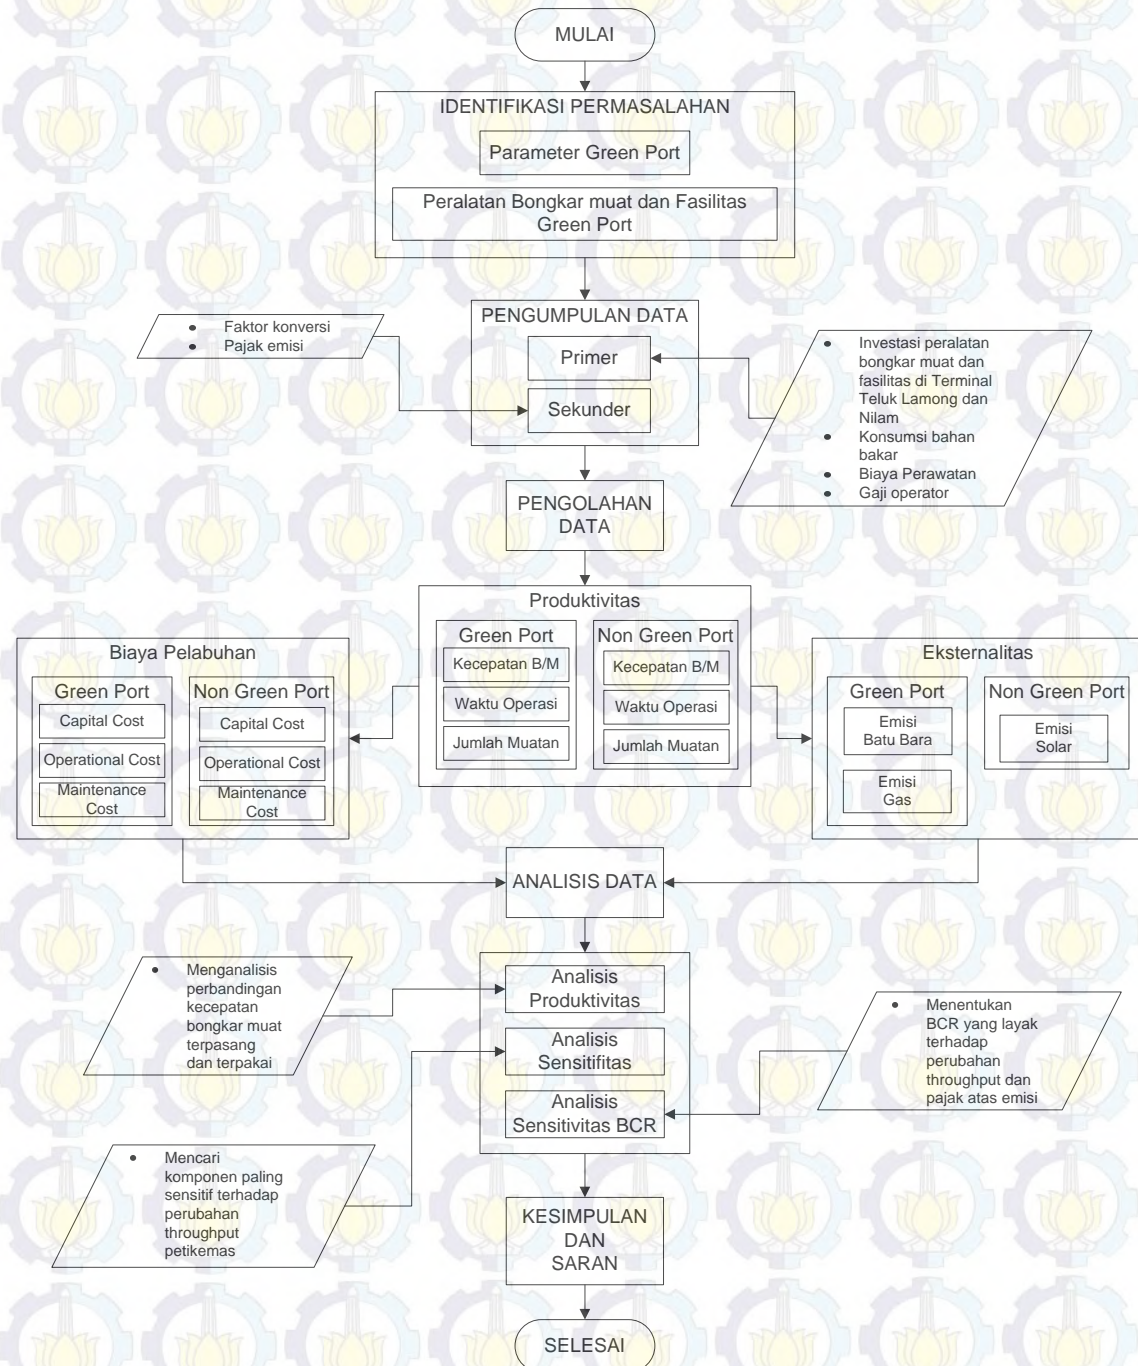 MULAI
IDENTIFIKASI PERMASALAHAN
Parameter Green Port
Peralatan Bongkar muat dan Fasilitas
Green Port
PENGUMPULAN DATA
Primer
Sekunder
• Faktor konversi
• Pajak emisi
• Investasi peralatan
bongkar muat dan
fasilitas di Terminal
Teluk Lamong dan
Nilam
• Konsumsi bahan
bakar
• Biaya Perawatan
• Gaji operator
PENGOLAHAN
DATA
Produktivitas
Green Port
Kecepatan B/M
Waktu Operasi
Jumlah Muatan
Non Green Port
Kecepatan B/M
Waktu Operasi
Jumlah Muatan
Biaya Pelabuhan
Green Port
Capital Cost
Operational Cost
Maintenance
Cost
Non Green Port
Capital Cost
Operational Cost
Maintenance
Cost
Eksternalitas
Green Port
Emisi
Batu Bara
Emisi
Gas
Non Green Port
Emisi
Solar
ANALISIS DATA
Analisis
Produktivitas
Analisis
Sensitifitas
Analisis
Sensitivitas BCR
• Menganalisis
perbandingan
kecepatan
bongkar muat
terpasang
dan terpakai
• Menentukan
BCR yang layak
terhadap
perubahan
throughput dan
pajak atas emisi
• Mencari
komponen paling
sensitif terhadap
perubahan
throughput
petikemas
KESIMPULAN
DAN
SARAN
SELESAI